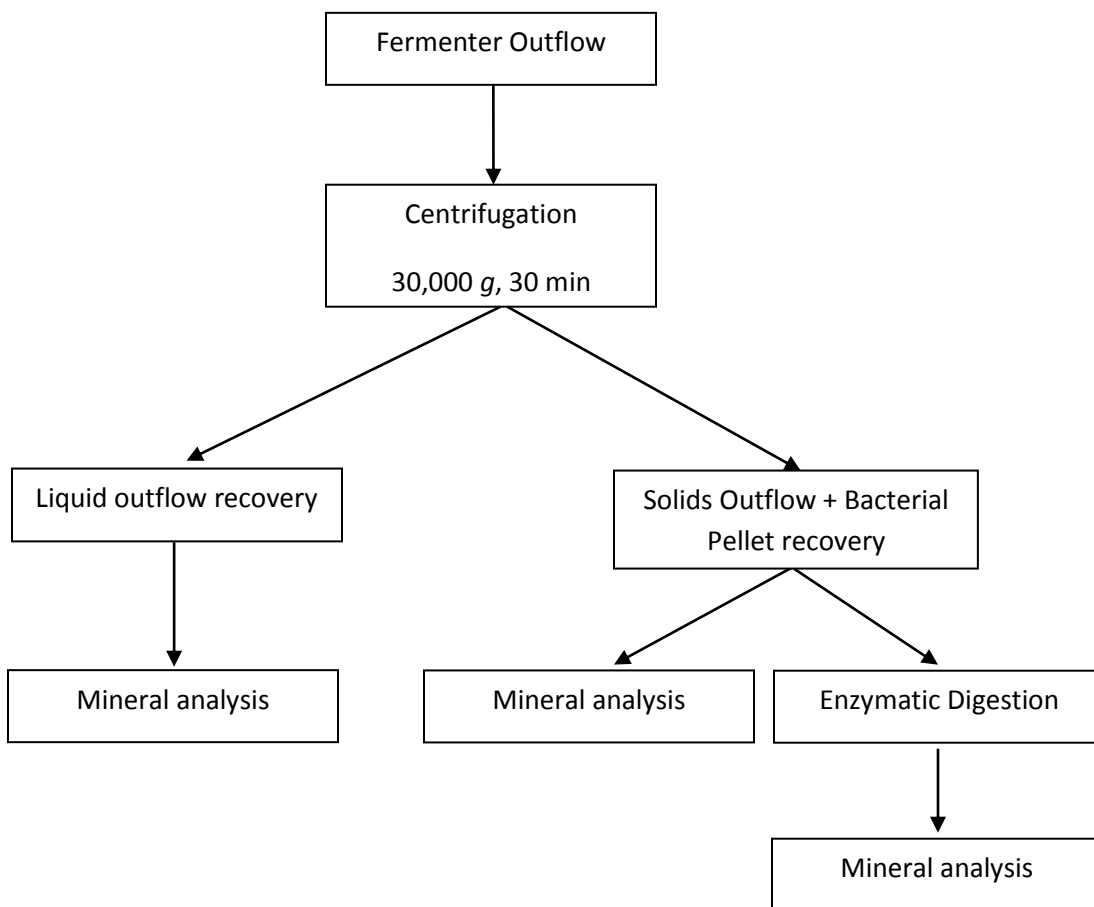 Fermenter Outflow
Centrifugation
30,000 g, 30 min
Liquid outflow recovery
Solids Outflow + Bacterial
Pellet recovery
Mineral analysis
Mineral analysis
Enzymatic Digestion
Mineral analysis